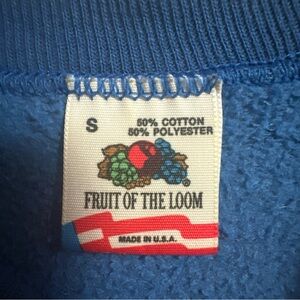 S
50% COTTON
50% POLYESTER
®
FRUIT OF THE LOOM
MADE IN U.S.A.